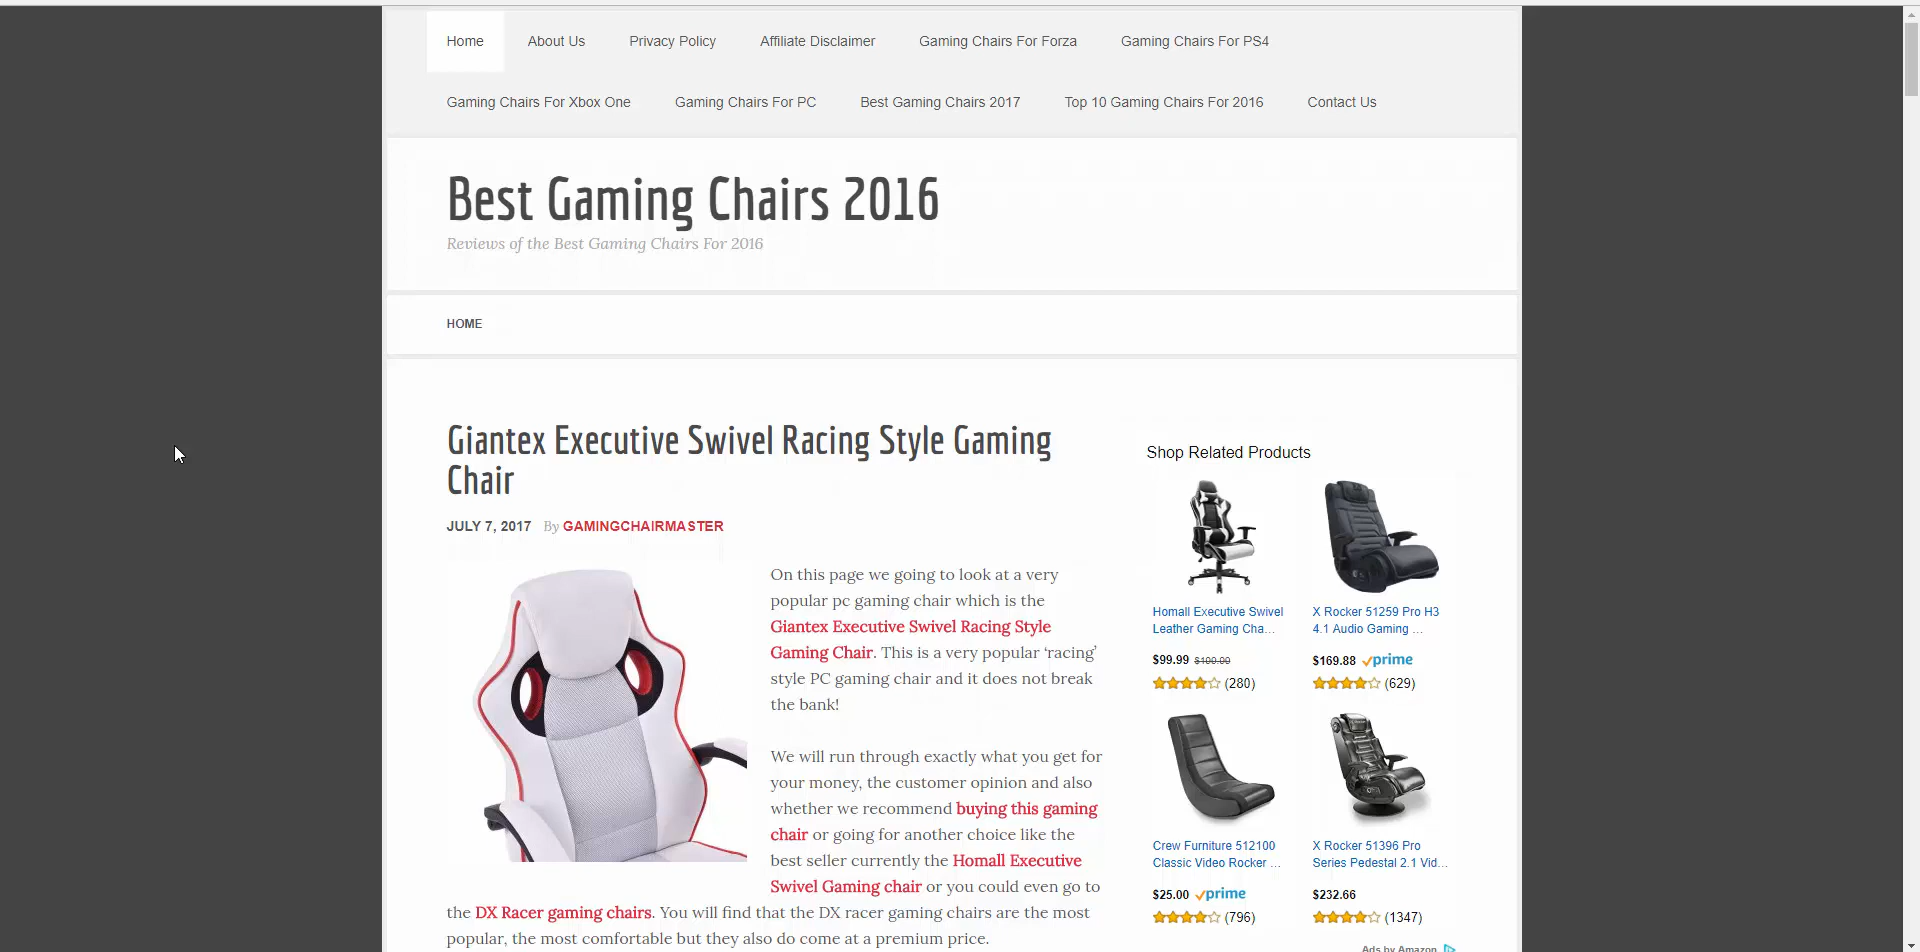 Home About Us Privacy Policy Affiliate Disclaimer Gaming Chairs For Forza Gaming Chairs For PS4
Gaming Chairs For Xbox One Gaming Chairs For PC Best Gaming Chairs 2017 Top 10 Gaming Chairs For 2016 Contact Us
Best Gaming Chairs 2016
Reviews of the Best Gaming Chairs For 2016
HOME
Giantex Executive Swivel Racing Style Gaming
Chair
JULY 7, 2017 By GAMINGCHAIRMASTER
On this page we going to look at a very
popular pc gaming chair which is the
Giantex Executive Swivel Racing Style
Gaming Chair. This is a very popular ‘racing’
style PC gaming chair and it does not break
the bank!
We will run through exactly what you get for
your money, the customer opinion and also
whether we recommend buying this gaming
chair or going for another choice like the
best seller currently the Homall Executive
Swivel Gaming chair or you could even go to
the DX Racer gaming chairs. You will find that the DX racer gaming chairs are the most
popular, the most comfortable but they also do come at a premium price.
Shop Related Products
Homall Executive Swivel
Leather Gaming Cha...
$99.99 $100.00
(280)
X Rocker 51259 Pro H3
4.1 Audio Gaming ...
$169.88 prime
(629)
Crew Furniture 512100
Classic Video Rocker ...
$25.00 prime
(796)
X Rocker 51396 Pro
Series Pedestal 2.1 Vid...
$232.66
(1347)
Ads by Amazon